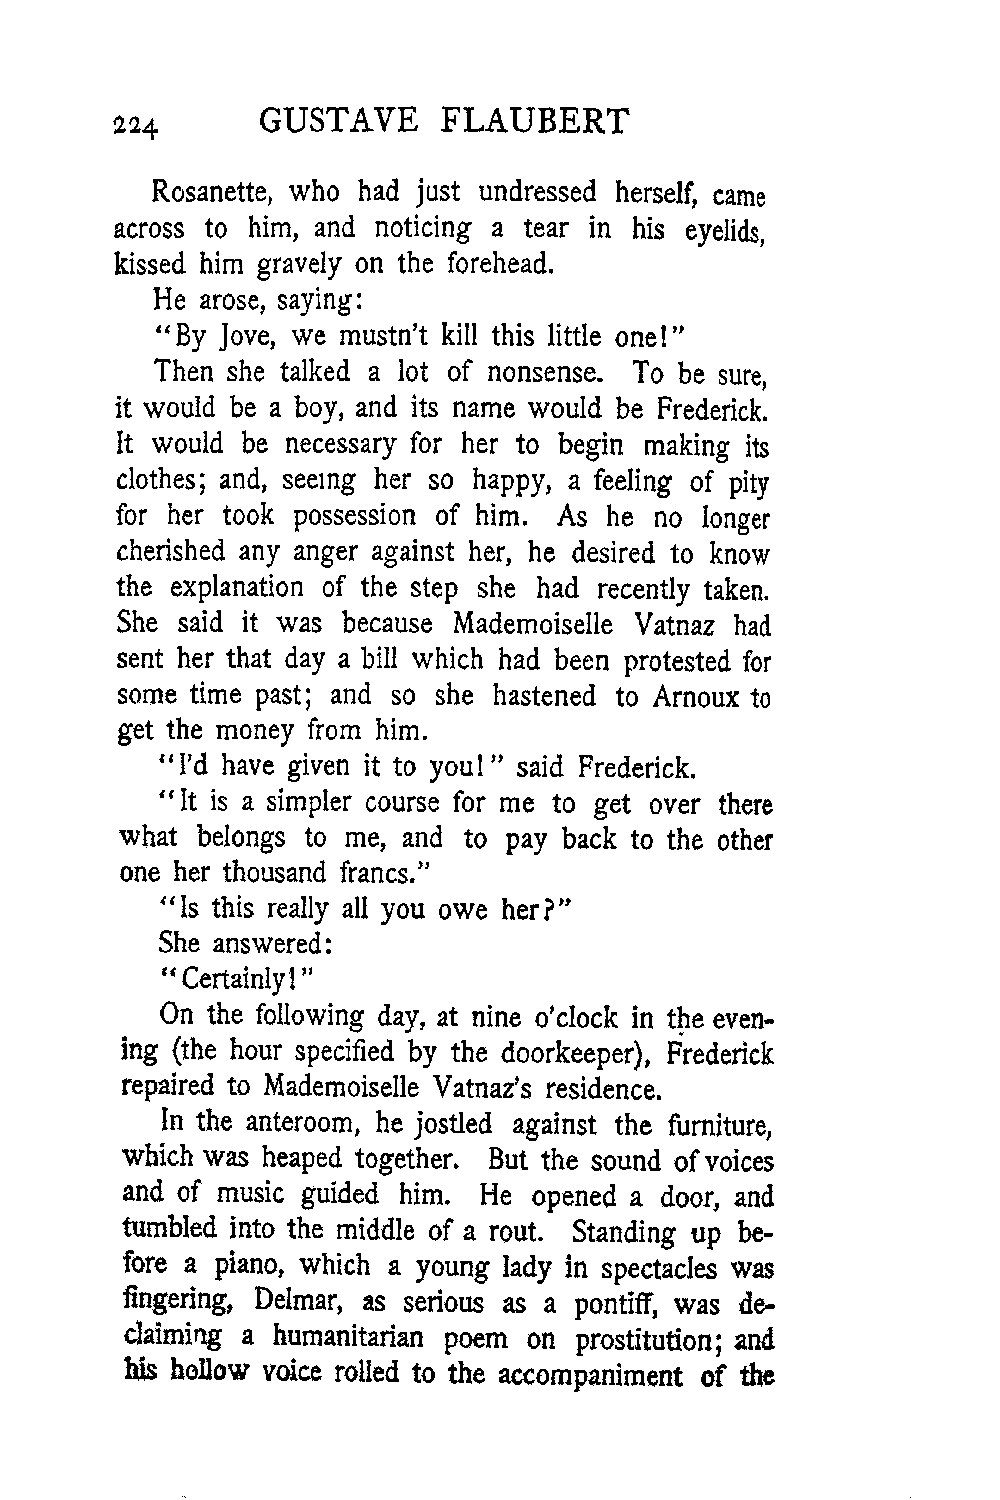 224 GUSTAVE FLAUBERT
Rosanette, who had just undressed herself, came
across to him, and noticing a tear in his eyelids,
kissed him gravely on the forehead.
He arose, saying:
“By Jove, we mustn't kill this little one!”
Then she talked a lot of nonsense. To be sure,
it would be a boy, and its name would be Frederick.
It would be necessary for her to begin making its
clothes; and, seeing her so happy, a feeling of pity
for her took possession of him. As he no longer
cherished any anger against her, he desired to know
the explanation of the step she had recently taken.
She said it was because Mademoiselle Vatnaz had
sent her that day a bill which had been protested for
some time past; and so she hastened to Arnoux to
get the money from him.
“I'd have given it to you!” said Frederick.
“It is a simpler course for me to get over there
what belongs to me, and to pay back to the other
one her thousand francs.”
“Is this really all you owe her?”
She answered:
“Certainly!”
On the following day, at nine o'clock in the even-
ing (the hour specified by the doorkeeper), Frederick
repaired to Mademoiselle Vatnaz's residence.
In the anteroom, he jostled against the furniture,
which was heaped together. But the sound of voices
and of music guided him. He opened a door, and
tumbled into the middle of a rout. Standing up be-
fore a piano, which a young lady in spectacles was
fingering, Delmar, as serious as a pontiff, was de-
claiming a humanitarian poem on prostitution; and
his hollow voice rolled to the accompaniment of the